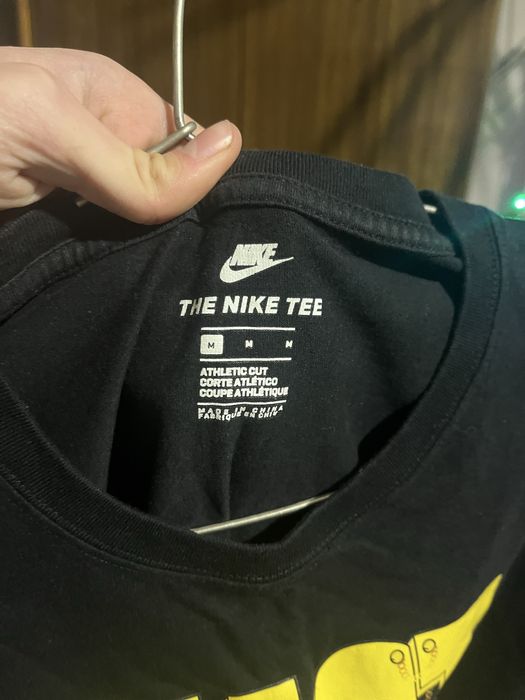 NIKE
THE NIKE TEE
M M M
ATHLETIC CUT
CORTE ATLÉTICO
COUPE ATHLÉTIQUE
MADE IN CHINA